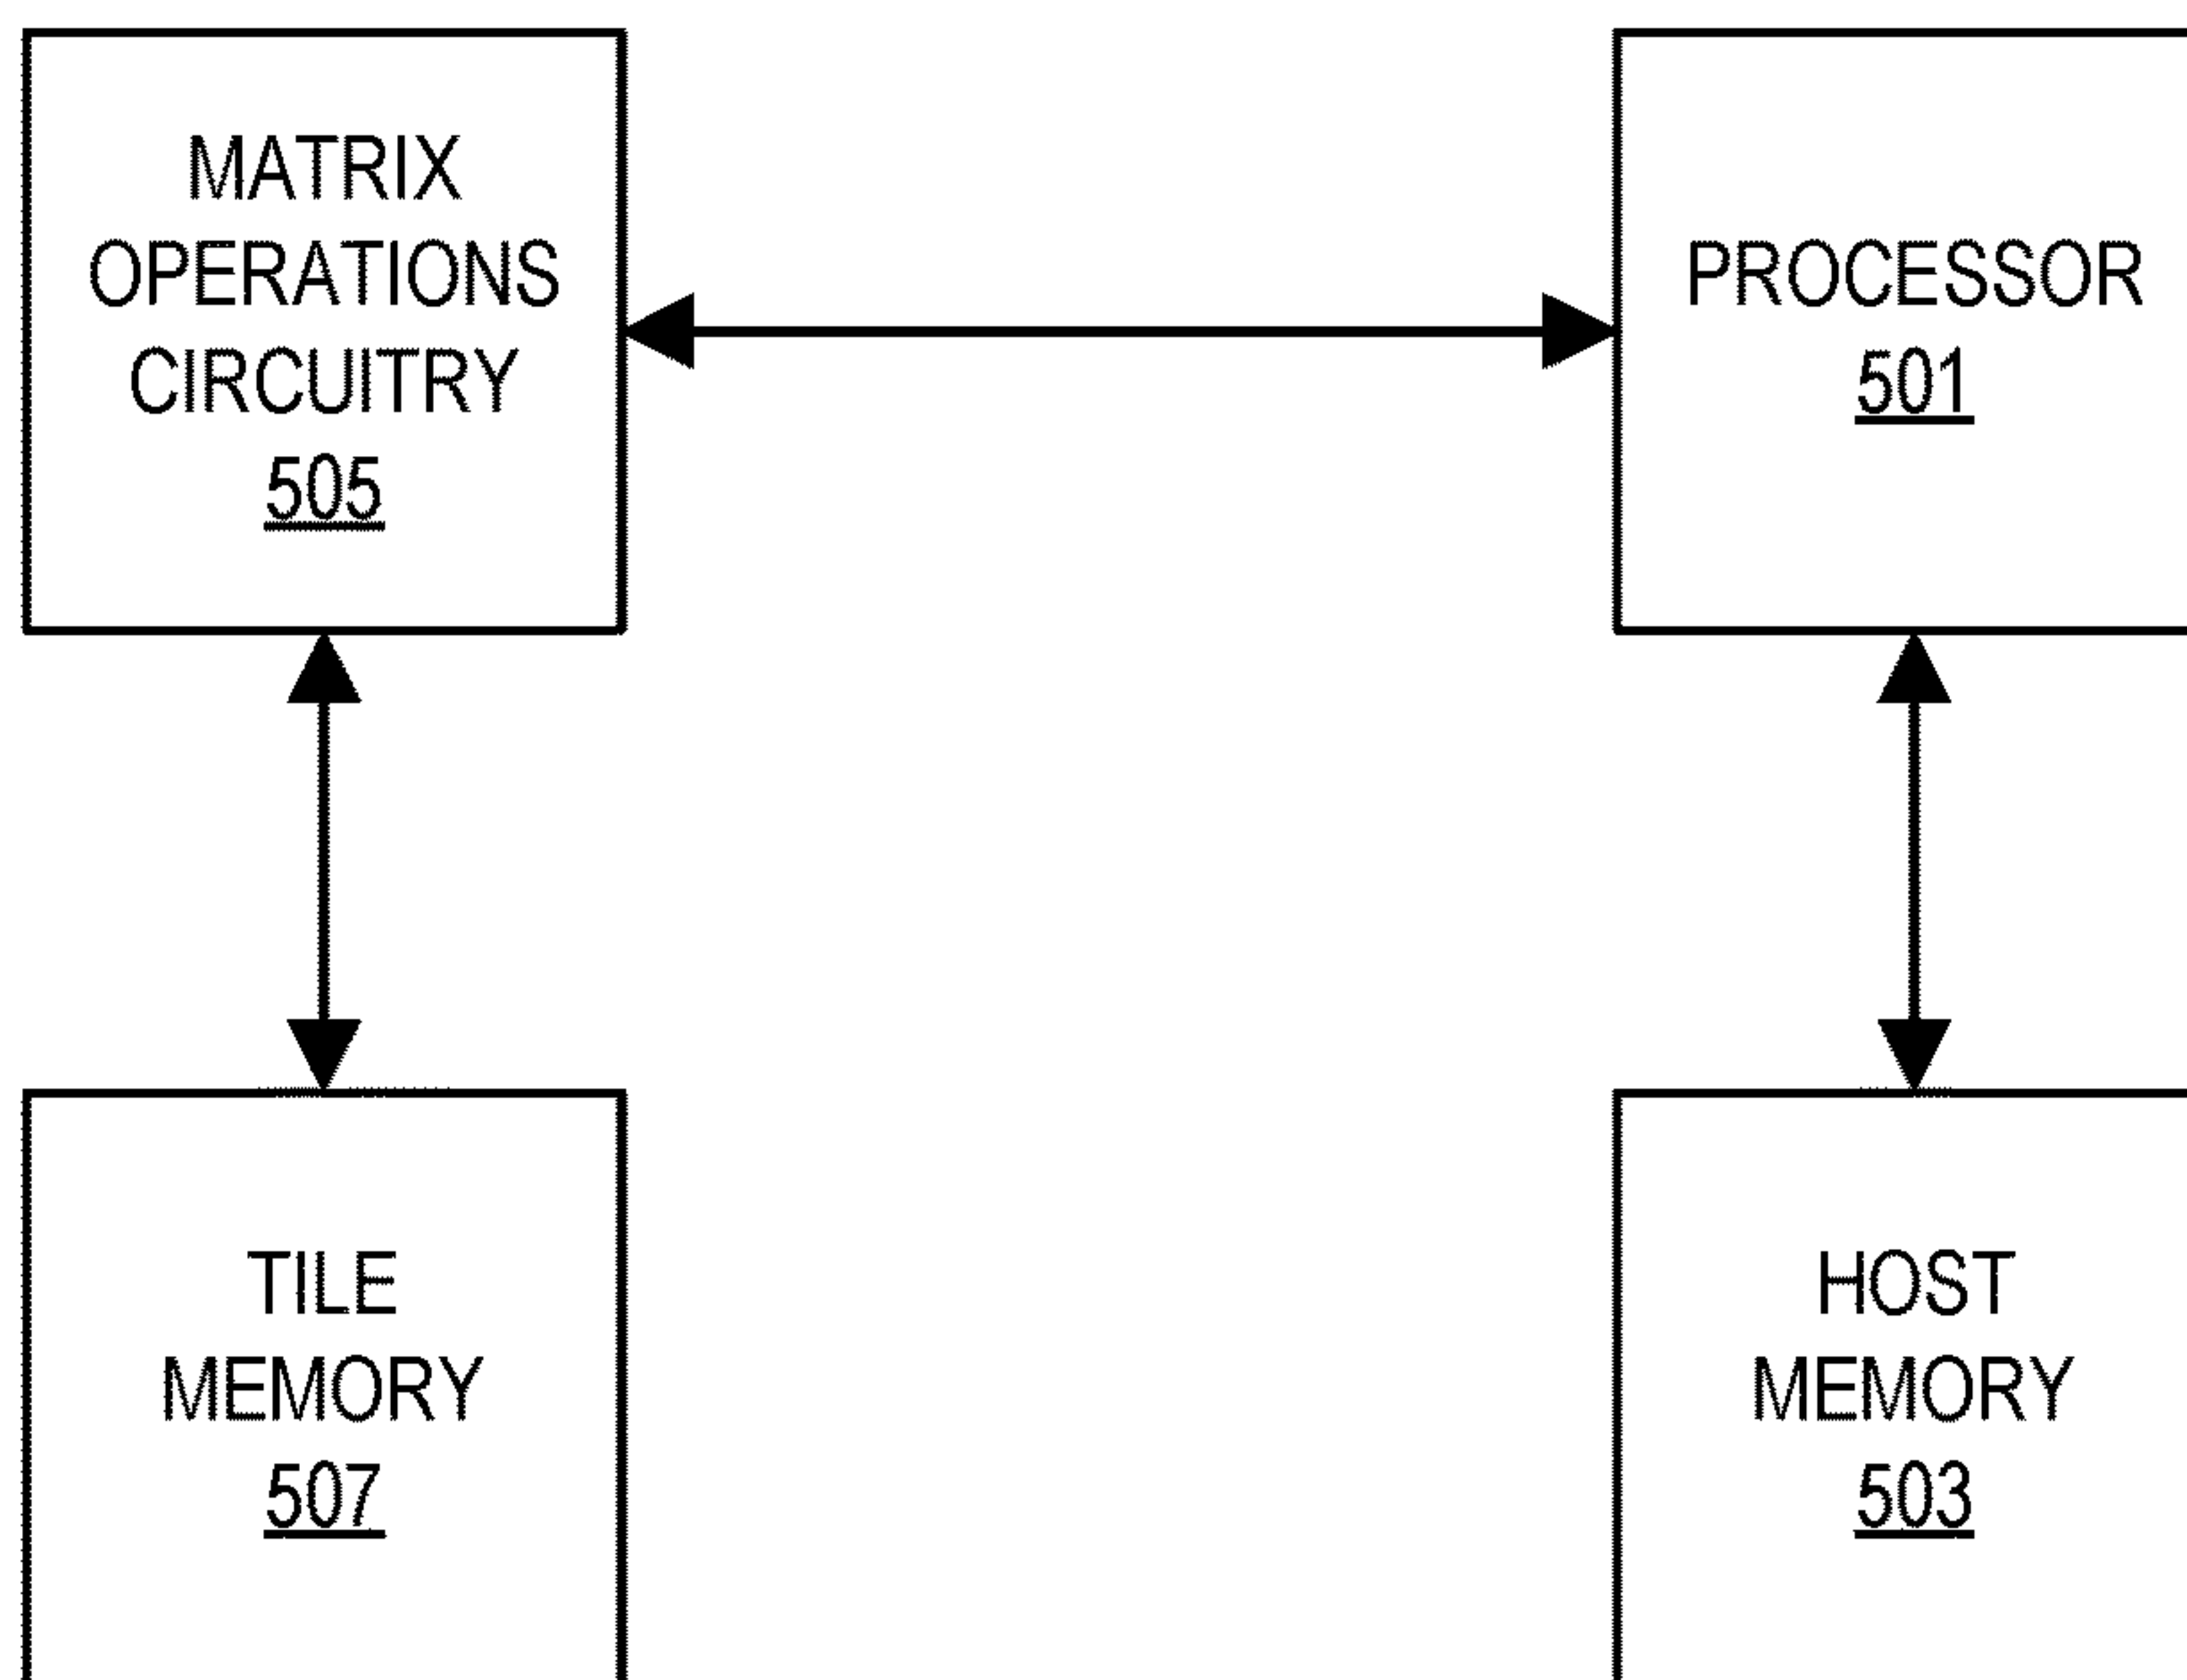 MATRIX
OPERATIONS
CIRCUITRY
505
PROCESSOR
501
TILE
MEMORY
507
HOST
MEMORY
503